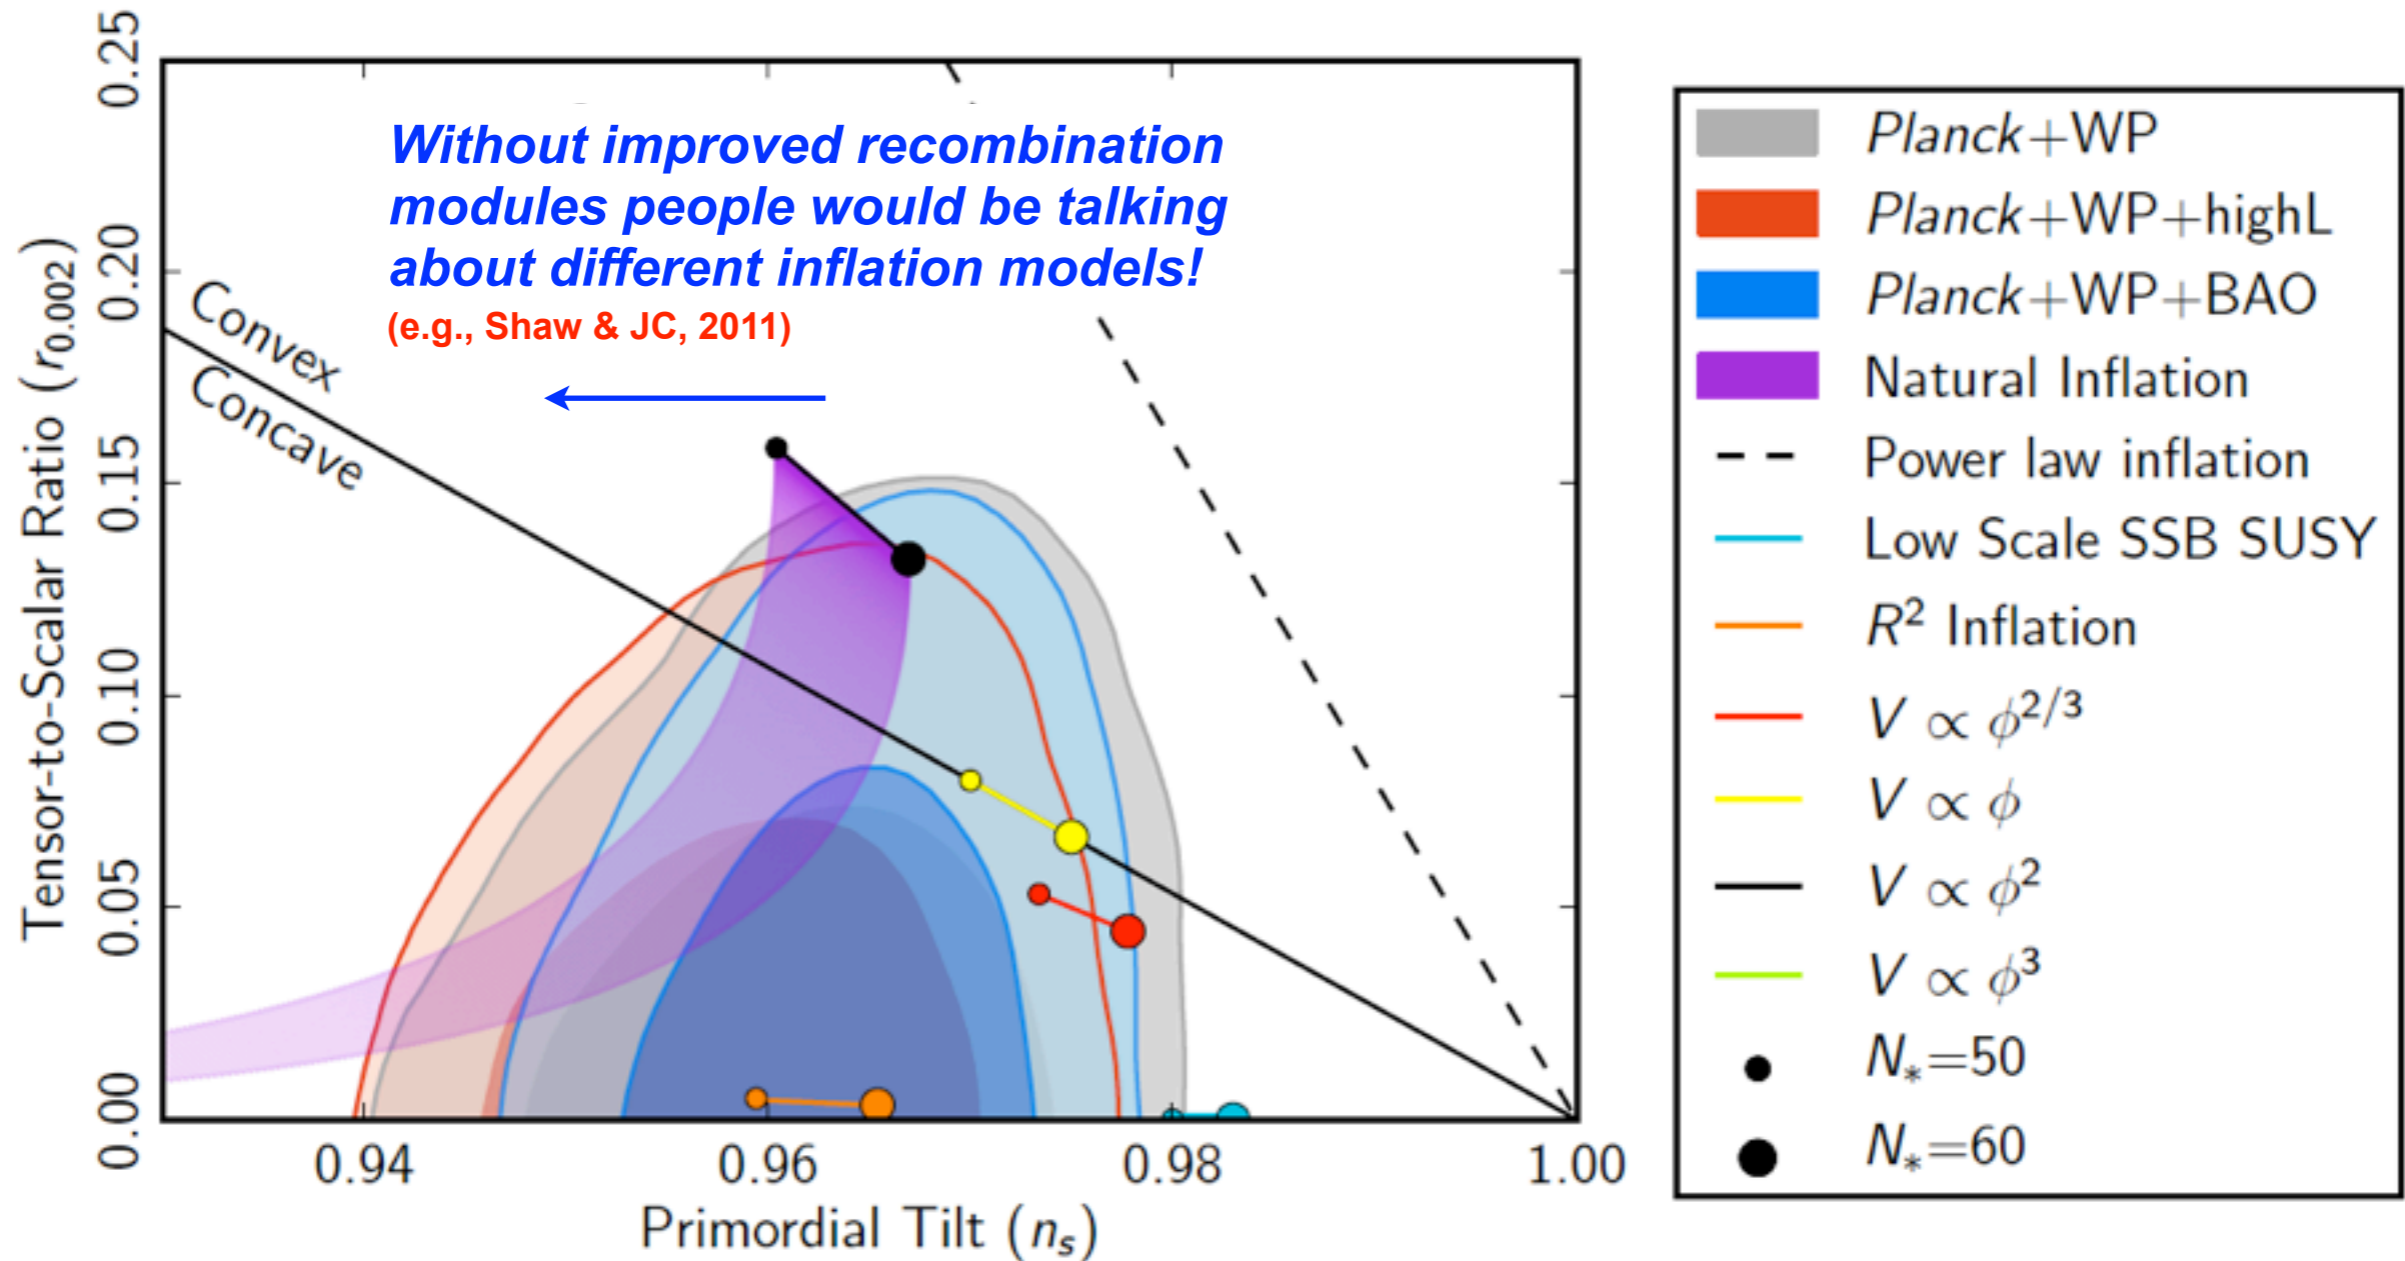 0.25
0.20
0.15
0.10
0.05
0.00
Tensor-to-Scalar Ratio (r₀.₀₀₂)
Without improved recombination
modules people would be talking
about different inflation models!
(e.g., Shaw & JC, 2011)
Convex
Concave
0.94 0.96 0.98 1.00
Primordial Tilt (nₛ)
Planck+WP
Planck+WP+highL
Planck+WP+BAO
Natural Inflation
Power law inflation
Low Scale SSB SUSY
R² Inflation
V ∝ φ^{2/3}
V ∝ φ
V ∝ φ²
V ∝ φ³
N_*=50
N_*=60